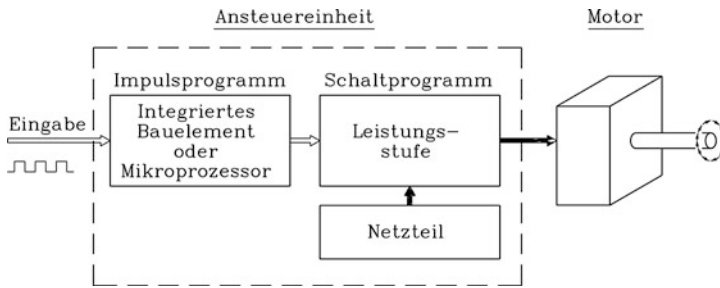 Ansteuereinheit
Motor
Impulsprogramm
Schaltprogramm
Eingabe
Integriertes
Bauelement
oder
Mikroprozessor
Leistungs-
stufe
Netzteil